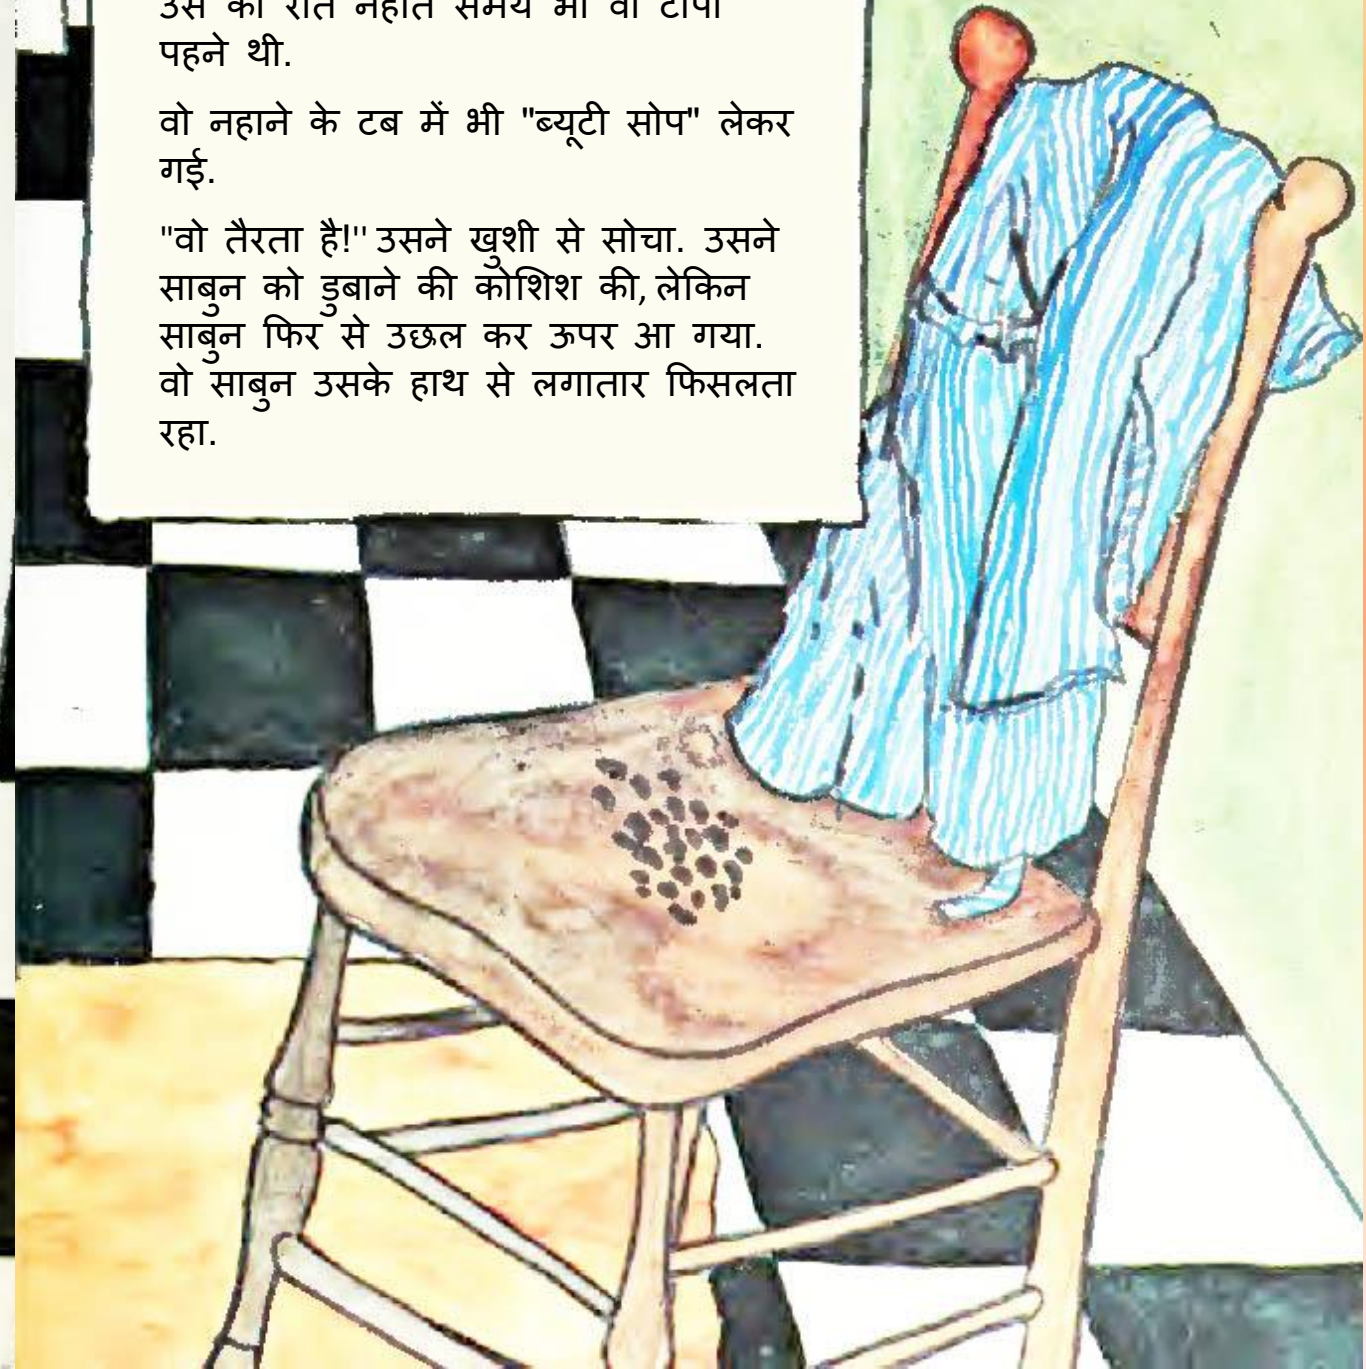 पहने थी.
वो नहाने के टब में भी "ब्यूटी सोप" लेकर
गई.
"वो तैरता है!'' उसने खुशी से सोचा. उसने
साबुन को डुबाने की कोशिश की, लेकिन
साबुन फिर से उछल कर ऊपर आ गया.
वो साबुन उसके हाथ से लगातार फिसलता
रहा.